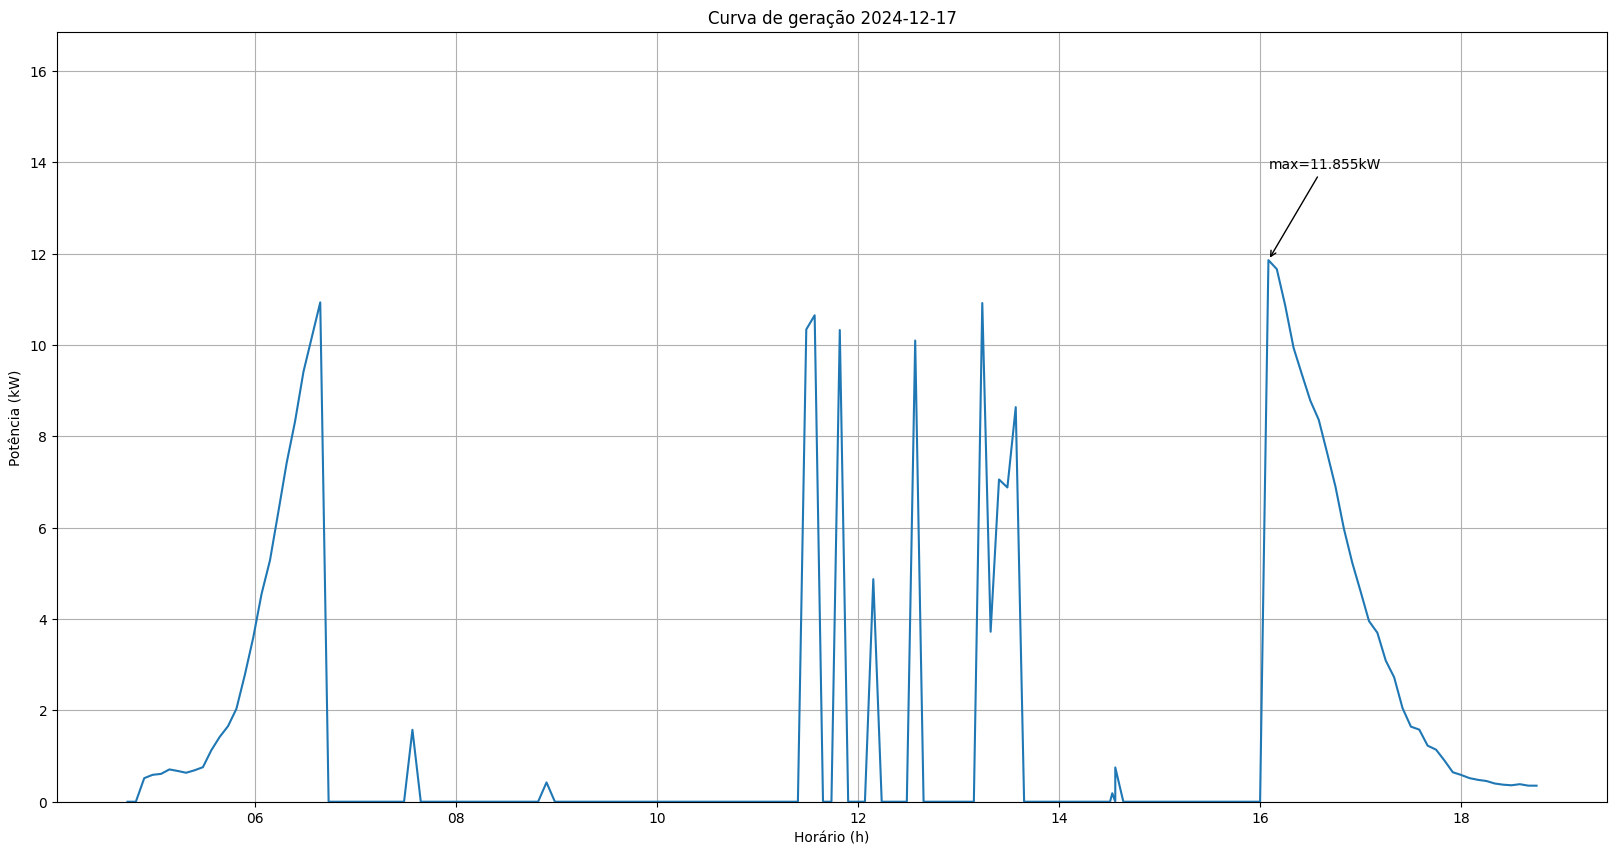 Curva de geração 2024-12-17
16
14
12
10
8
6
4
2
0
max=11.855kW
Potência (kW)
06 08 10 12 14 16 18
Horário (h)